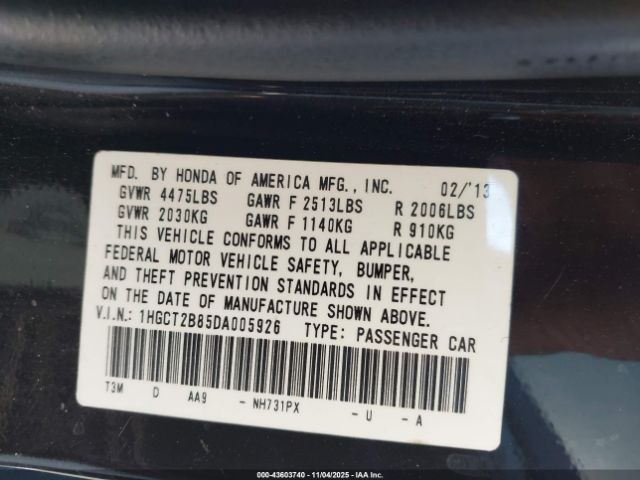 MFD. BY HONDA OF AMERICA MFG., INC. 02/'13
GVWR 4475LBS GAWR F 2513LBS R 2006LBS
GVWR 2030KG GAWR F 1140KG R 910KG
THIS VEHICLE CONFORMS TO ALL APPLICABLE
FEDERAL MOTOR VEHICLE SAFETY, BUMPER,
AND THEFT PREVENTION STANDARDS IN EFFECT
ON THE DATE OF MANUFACTURE SHOWN ABOVE.
V.I.N.: 1HGCT2B85DA005926 TYPE: PASSENGER CAR
T3M D AA9 - NH731PX - U - A
000-43603740 - 11/04/2025 - IAA Inc.